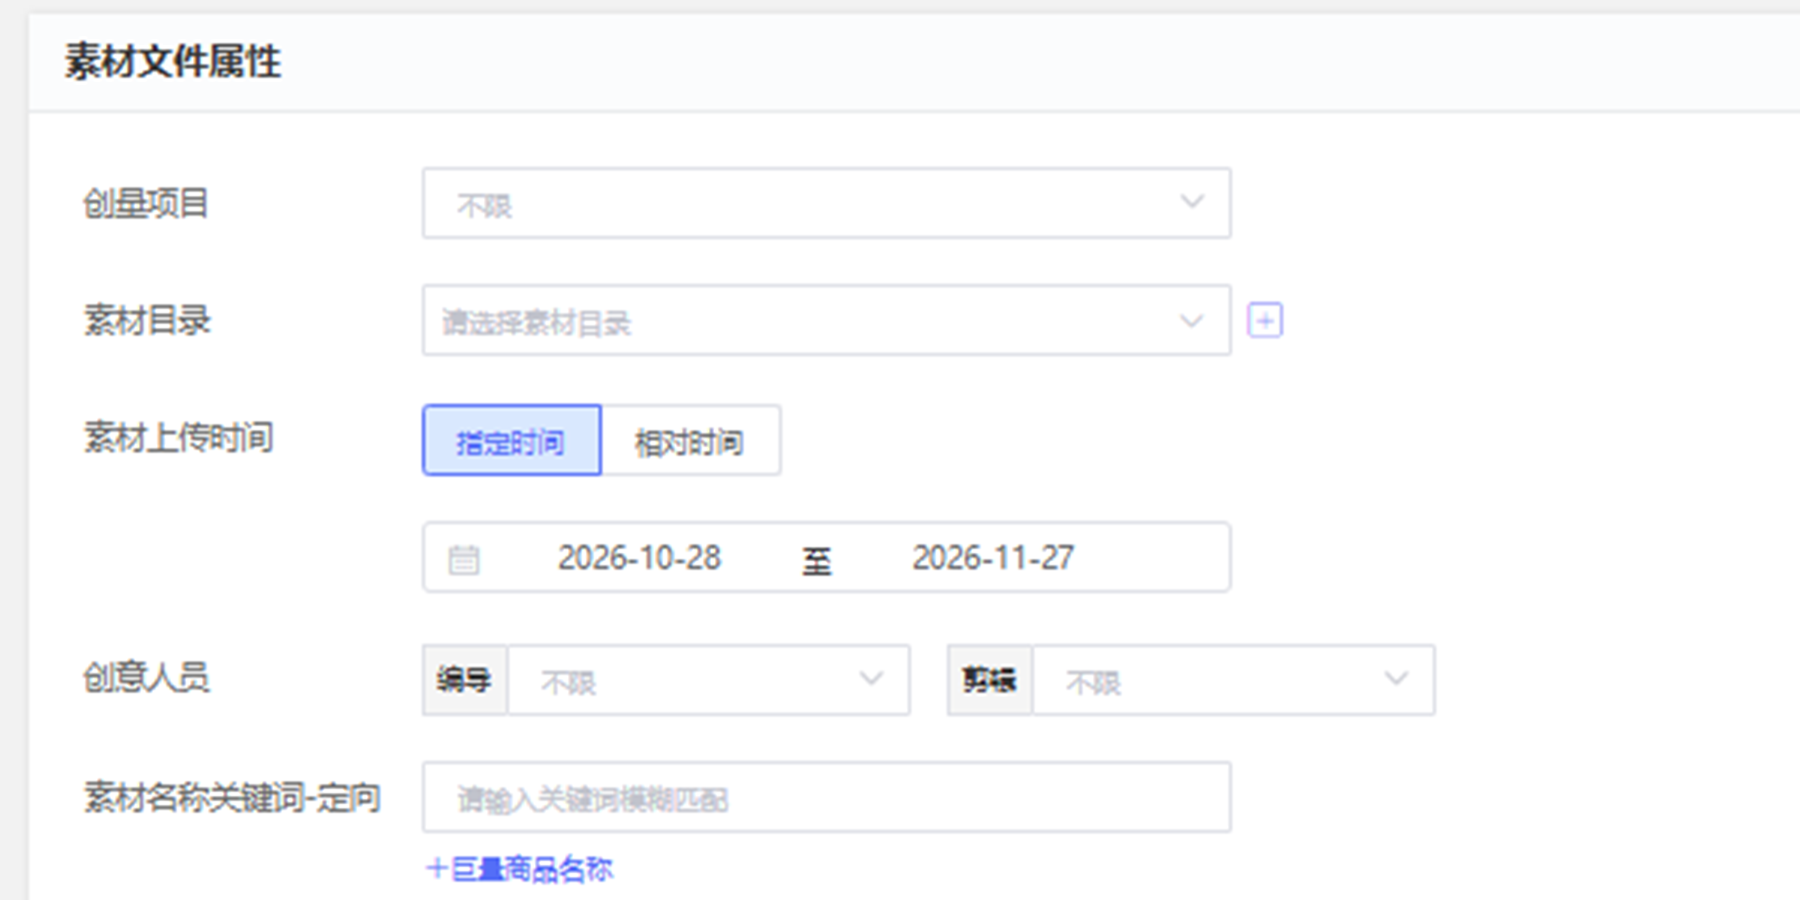 素材文件属性
创量项目 不限
素材目录 请选择素材目录
素材上传时间 指定时间 相对时间
2026-10-28 至 2026-11-27
创意人员 编导 不限 剪辑 不限
素材名称关键词-定向 请输入关键词模糊匹配
+巨量商品名称